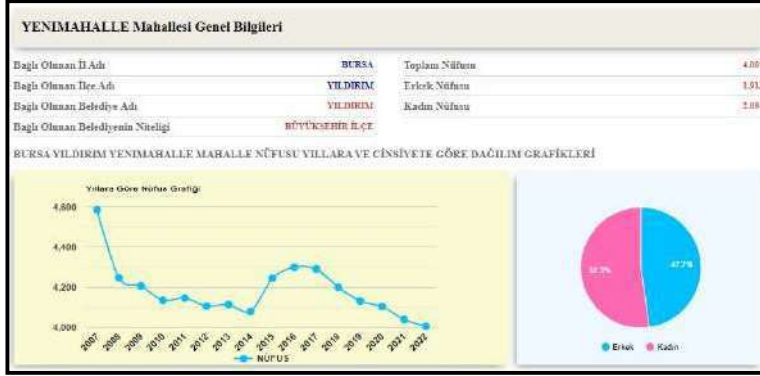 YENIMAHALLE Mahallesi Genel Bilgileri
Bağlı Olunan İl Adı BURSA
Toplam Nüfusu
Bağlı Olunan İlçe Adı YILDIRIM
Erkek Nüfusu
Bağlı Olunan Belediye Adı YILDIRIM
Kadın Nüfusu
Bağlı Olunan Belediyenin Niteliği BÜYÜKŞEHİR İLÇE
BURSA YILDIRIM YENIMAHALLE MAHALLE NÜFUSU YILLARA VE CİNSİYETE GÖRE DAĞILIM GRAFİKLERİ
Yıllara Göre Nüfus Grafiği
4,600
4,400
4,200
4,000
2007 2008 2009 2010 2011 2012 2013 2014 2015 2016 2017 2018 2019 2020 2021 2022
NÜFUS
47.7%
52.3%
Erkek Kadın